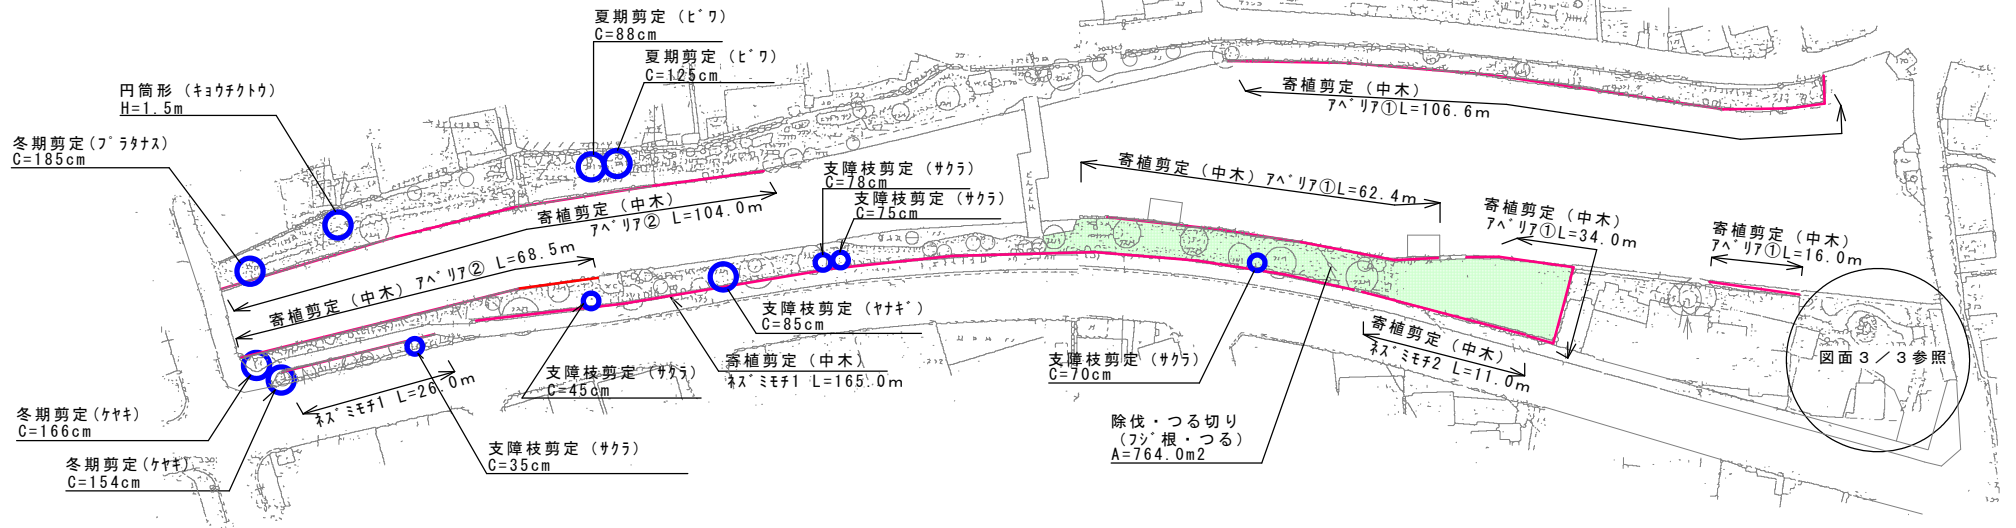 夏期剪定（ﾋﾞﾜ）
C=88cm
夏期剪定（ﾋﾞﾜ）
C=125cm
円筒形（ｷｮｳﾁｸﾄｳ）
H=1.5m
冬期剪定(ﾌﾟﾗﾀﾅｽ)
C=185cm
寄植剪定（中木）
ｱﾍﾞﾘｱ①L=106.6m
支障枝剪定（ｻｸﾗ）
C=78cm
支障枝剪定（ｻｸﾗ）
C=75cm
寄植剪定（中木）ｱﾍﾞﾘｱ①L=62.4m
寄植剪定（中木）
ｱﾍﾞﾘｱ①L=34.0m
寄植剪定（中木）
ｱﾍﾞﾘｱ①L=16.0m
寄植剪定（中木）
ｱﾍﾞﾘｱ② L=104.0m
寄植剪定（中木）ｱﾍﾞﾘｱ② L=68.5m
支障枝剪定（ﾔﾅｷﾞ）
C=85cm
寄植剪定（中木）
ﾈｽﾞﾐﾓﾁ1 L=165.0m
支障枝剪定（ｻｸﾗ）
C=45cm
ﾈｽﾞﾐﾓﾁ1 L=26.0m
支障枝剪定（ｻｸﾗ）
C=70cm
寄植剪定（中木）
ﾈｽﾞﾐﾓﾁ2 L=11.0m
図面３／３参照
冬期剪定(ｹﾔｷ)
C=166cm
冬期剪定(ｹﾔｷ)
C=154cm
支障枝剪定（ｻｸﾗ）
C=35cm
除伐・つる切り
（ﾌｼﾞ根・つる）
A=764.0m2